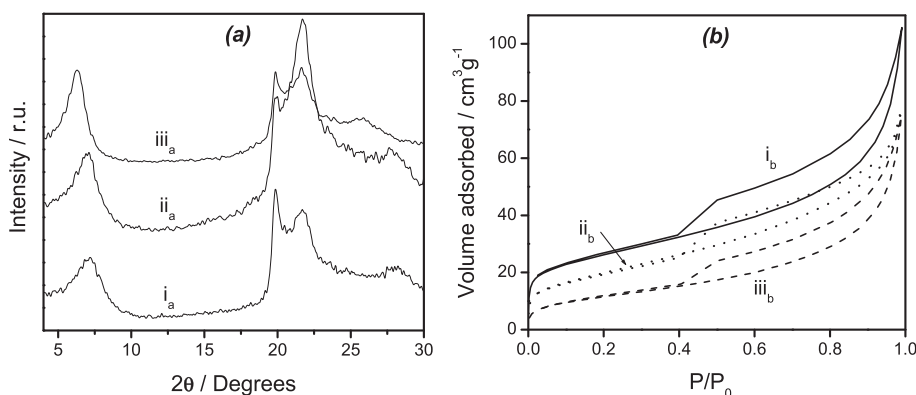 (a)
Intensity / r.u.
iii_a
ii_a
i_a
5 10 15 20 25 30
2θ / Degrees
(b)
Volume adsorbed / cm³g⁻¹
100
80
60
40
20
0
i_b
ii_b
iii_b
0.0 0.2 0.4 0.6 0.8 1.0
P/P₀